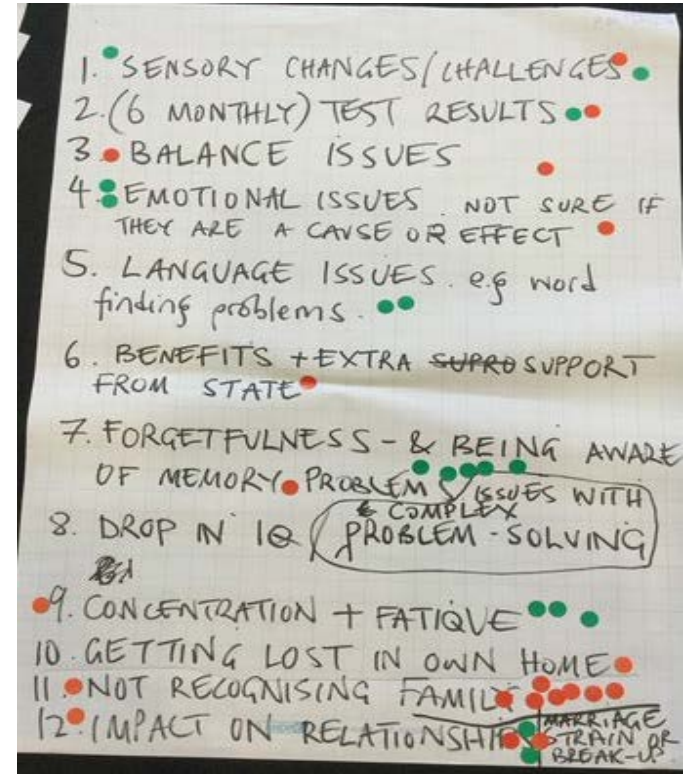 1. SENSORY CHANGES/CHALLENGES
2. (6 MONTHLY) TEST RESULTS
3. BALANCE ISSUES
4. EMOTIONAL ISSUES. NOT SURE IF
THEY ARE A CAUSE OR EFFECT
5. LANGUAGE ISSUES. e.g word
finding problems.
6. BENEFITS + EXTRA SUPRO SUPPORT
FROM STATE
7. FORGETFULNESS - & BEING AWARE
OF MEMORY PROBLEMS
ISSUES WITH
& COMPLEX
8. DROP IN IQ PROBLEM-SOLVING
9. CONCENTRATION + FATIQUE
10. GETTING LOST IN OWN HOME
11. NOT RECOGNISING FAMILY
12. IMPACT ON RELATIONSHIPS
MARRIAGE
STRAIN OR
BREAK-UP